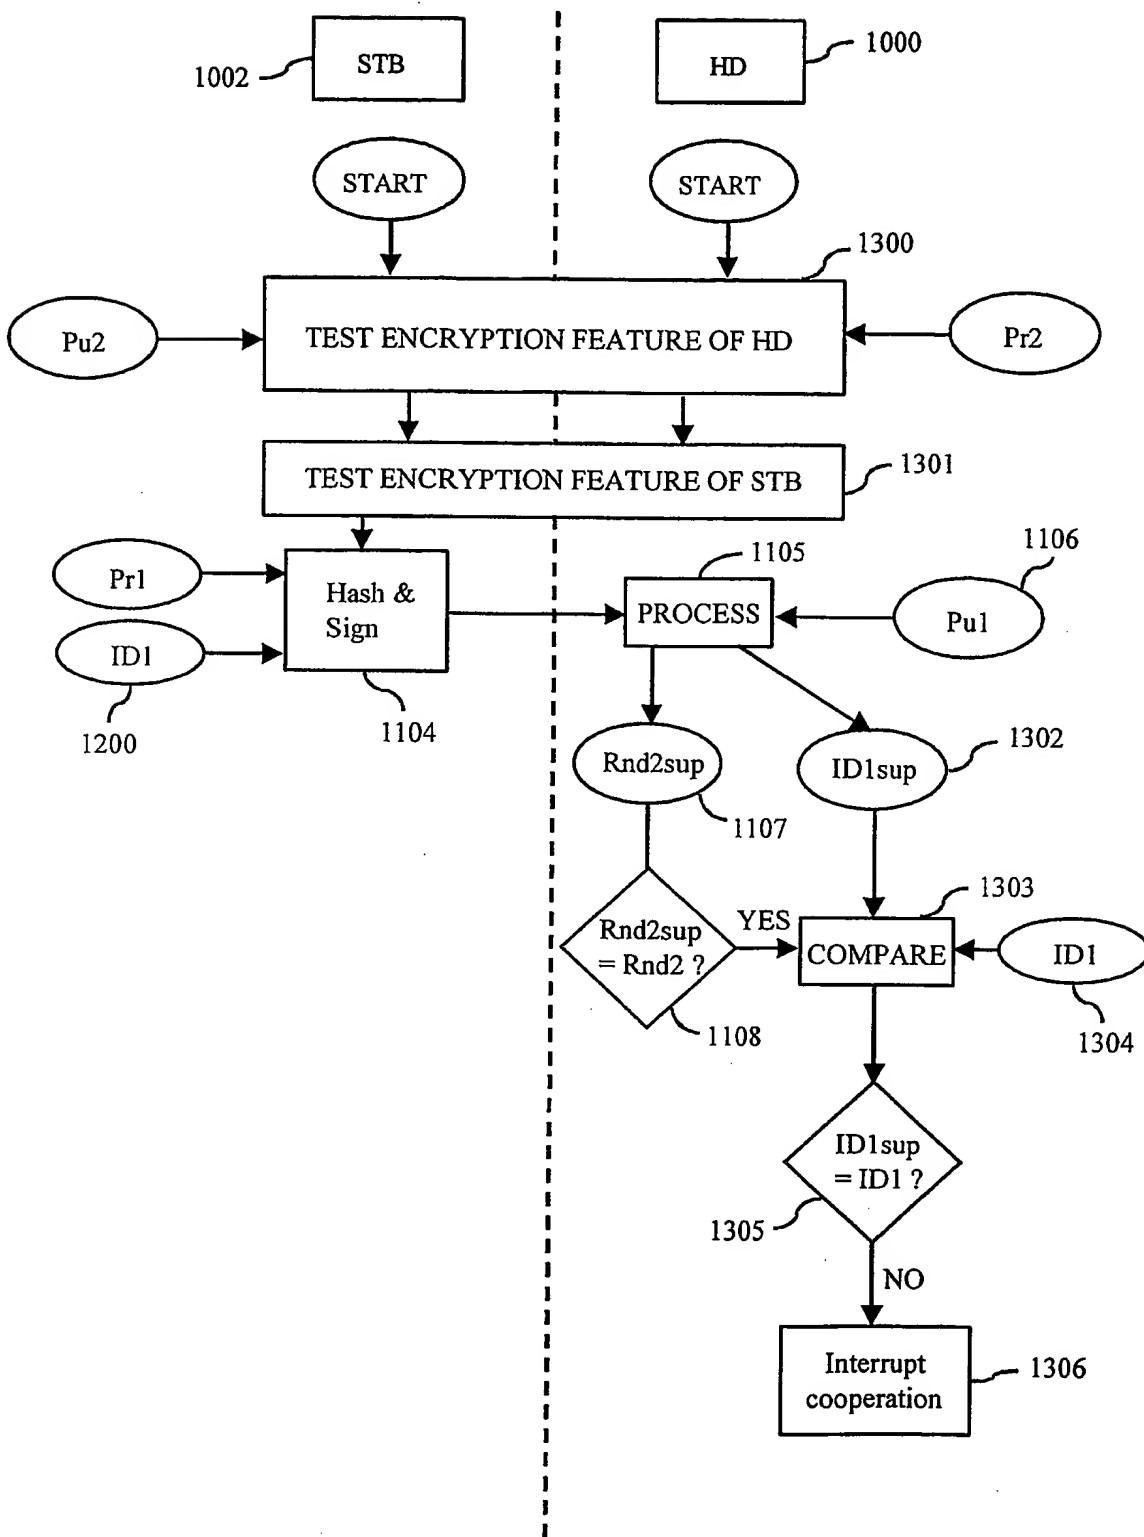 1002
STB
HD
1000
START
START
1300
Pu2
TEST ENCRYPTION FEATURE OF HD
Pr2
TEST ENCRYPTION FEATURE OF STB
1301
Pr1
Hash &
Sign
ID1
1200
1104
1105
PROCESS
1106
Pu1
Rnd2sup
1107
ID1sup
1302
Rnd2sup
= Rnd2 ?
1108
YES
1303
COMPARE
ID1
1304
ID1sup
= ID1 ?
1305
NO
Interrupt
cooperation
1306